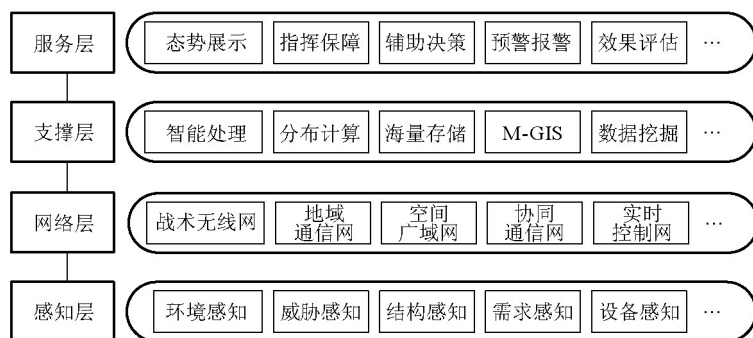 服务层 态势展示 指挥保障 辅助决策 预警报警 效果评估 …
支撑层 智能处理 分布计算 海量存储 M-GIS 数据挖掘 …
网络层 战术无线网 地域通信网 空间广域网 协同通信网 实时控制网 …
感知层 环境感知 威胁感知 结构感知 需求感知 设备感知 …